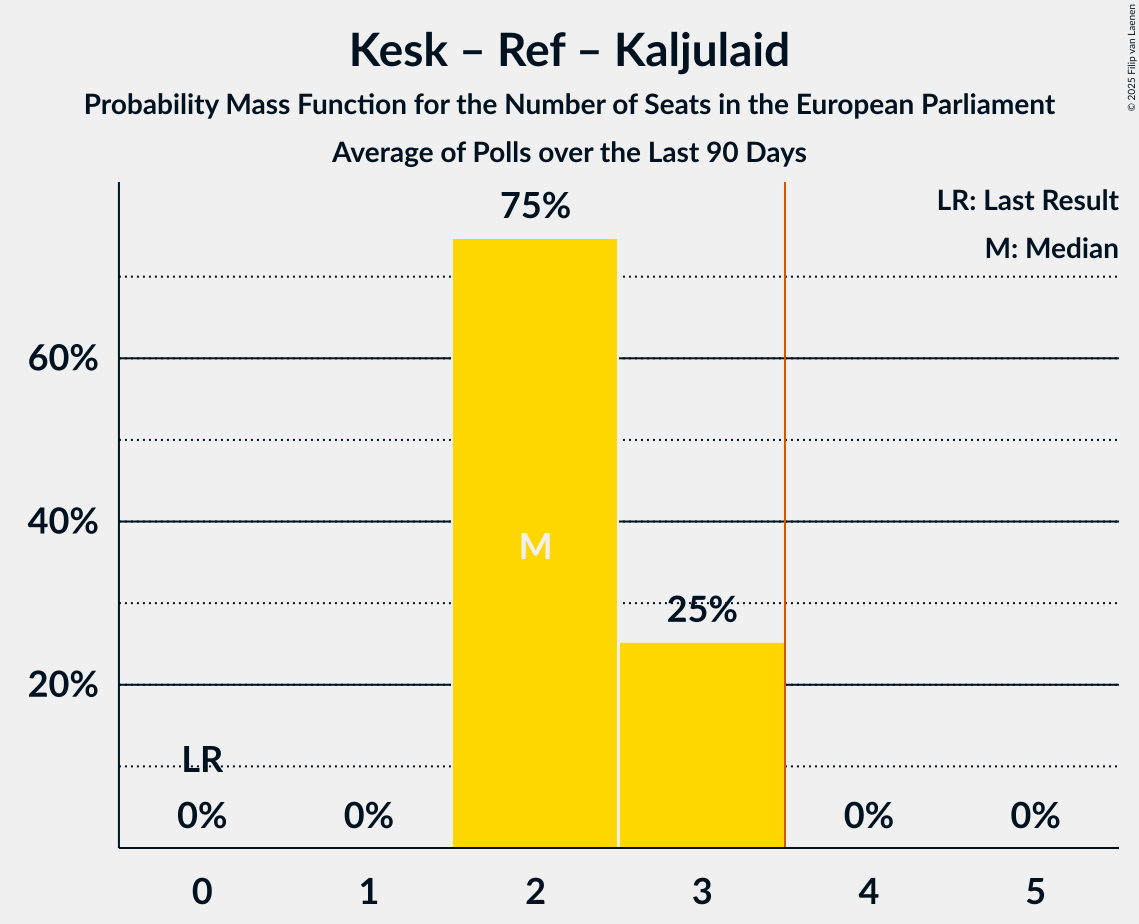 Kesk – Ref – Kaljulaid
Probability Mass Function for the Number of Seats in the European Parliament
Average of Polls over the Last 90 Days
© 2025 Filip van Laenen
LR: Last Result
M: Median
75%
60%
40%
M
25%
20%
LR
0%
0%
0%
0%
0
1
2
3
4
5